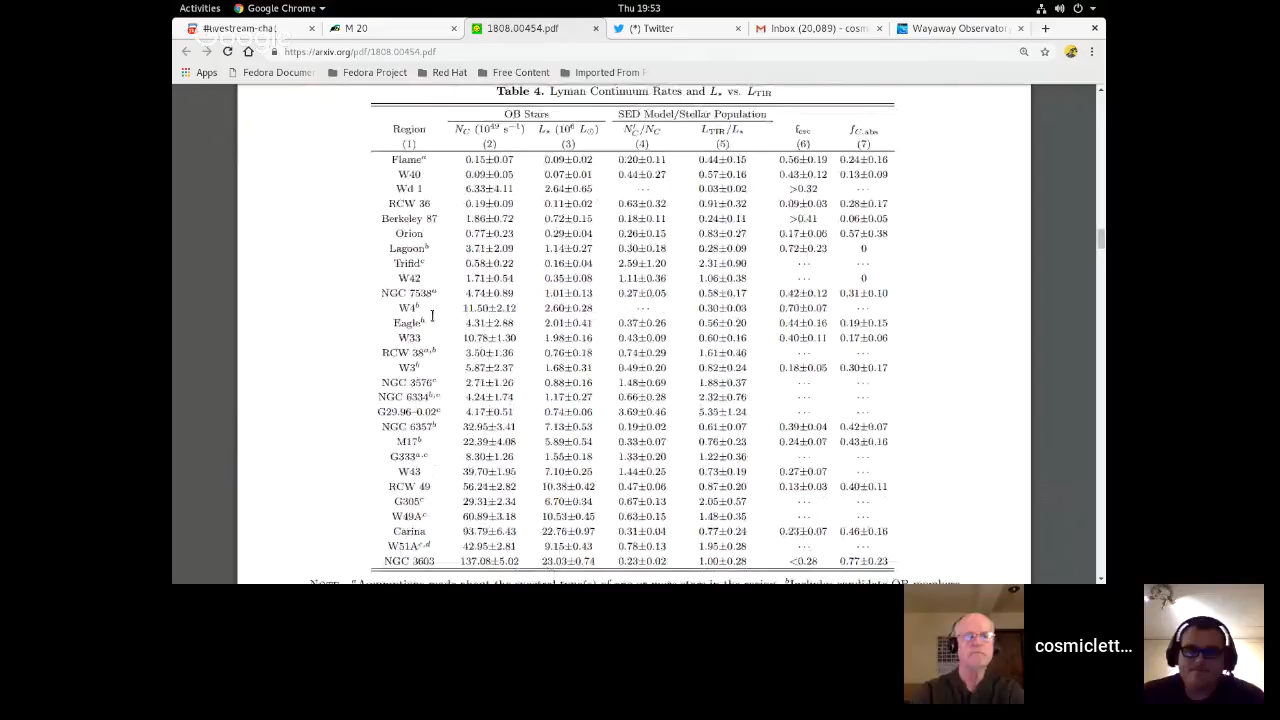 Activities Google Chrome Thu 19:53
#livestream-chat M 20 1808.00454.pdf (*) Twitter Inbox (20,089) - cosm Wayaway Observator
Google
https://arxiv.org/pdf/1808.00454.pdf
Apps Fedora Docume Fedora Project Red Hat Free Content Imported From F
Table 4. Lyman Continuum Rates and L⋆ vs. LTIR
OB Stars SED Model/Stellar Population
Region NC (10⁴⁹ s⁻¹) L⋆ (10⁶ L⊙) N′C/NC LTIR/L⋆ fesc fC,abs
(1) (2) (3) (4) (5) (6) (7)
Flameᵃ 0.15±0.07 0.09±0.02 0.20±0.11 0.44±0.15 0.56±0.19 0.24±0.16
W40 0.09±0.05 0.07±0.01 0.44±0.27 0.57±0.16 0.43±0.12 0.13±0.09
Wd 1 6.33±4.11 2.64±0.65 ··· 0.03±0.02 >0.32 ···
RCW 36 0.19±0.09 0.11±0.02 0.63±0.32 0.91±0.32 0.09±0.03 0.28±0.17
Berkeley 87 1.86±0.72 0.72±0.15 0.18±0.11 0.24±0.11 >0.41 0.06±0.05
Orion 0.77±0.23 0.29±0.04 0.26±0.15 0.83±0.27 0.17±0.06 0.57±0.38
Lagoonᵇ 3.71±2.09 1.14±0.27 0.30±0.18 0.28±0.09 0.72±0.23 0
Trifidᶜ 0.58±0.22 0.16±0.04 2.59±1.20 2.31±0.90 ··· ···
W42 1.71±0.54 0.35±0.08 1.11±0.36 1.06±0.38 ··· 0
NGC 7538ᵃ 4.74±0.89 1.01±0.13 0.27±0.05 0.58±0.17 0.42±0.12 0.31±0.10
W4ᵇ 11.50±2.12 2.60±0.28 ··· 0.30±0.03 0.70±0.07 ···
Eagleᵇ 4.31±2.88 2.01±0.41 0.37±0.26 0.56±0.20 0.44±0.16 0.19±0.15
W33 10.78±1.30 1.98±0.16 0.43±0.09 0.60±0.16 0.40±0.11 0.17±0.06
RCW 38ᵃ,ᵇ 3.50±1.36 0.76±0.18 0.74±0.29 1.61±0.46 ··· ···
W3ᵇ 5.87±2.37 1.68±0.31 0.49±0.20 0.82±0.24 0.18±0.05 0.30±0.17
NGC 3576ᶜ 2.71±1.26 0.88±0.16 1.48±0.69 1.88±0.37 ··· ···
NGC 6334ᵇ,ᶜ 4.24±1.74 1.17±0.27 0.66±0.28 2.32±0.76 ··· ···
G29.96–0.02ᶜ 4.17±0.51 0.74±0.06 3.69±0.46 5.35±1.24 ··· ···
NGC 6357ᵇ 32.95±3.41 7.13±0.53 0.19±0.02 0.61±0.07 0.39±0.04 0.42±0.07
M17ᵇ 22.39±4.08 5.89±0.54 0.33±0.07 0.76±0.23 0.24±0.07 0.43±0.16
G333ᵃ,ᶜ 8.30±1.26 1.55±0.18 1.33±0.20 1.22±0.36 ··· ···
W43 39.70±1.95 7.10±0.25 1.44±0.25 0.73±0.19 0.27±0.07 ···
RCW 49 56.24±2.82 10.38±0.42 0.47±0.06 0.87±0.20 0.13±0.03 0.40±0.11
G305ᶜ 29.31±2.34 6.70±0.34 0.67±0.13 2.05±0.57 ··· ···
W49Aᶜ 60.89±3.18 10.53±0.45 0.63±0.15 1.48±0.35 ··· ···
Carina 93.79±6.43 22.76±0.97 0.31±0.04 0.77±0.24 0.23±0.07 0.46±0.16
W51Aᶜ,ᵈ 42.95±2.81 9.15±0.43 0.78±0.13 1.95±0.28 ··· ···
NGC 3603 137.08±5.02 23.03±0.74 0.23±0.02 1.00±0.28 <0.28 0.77±0.23
cosmiclett...